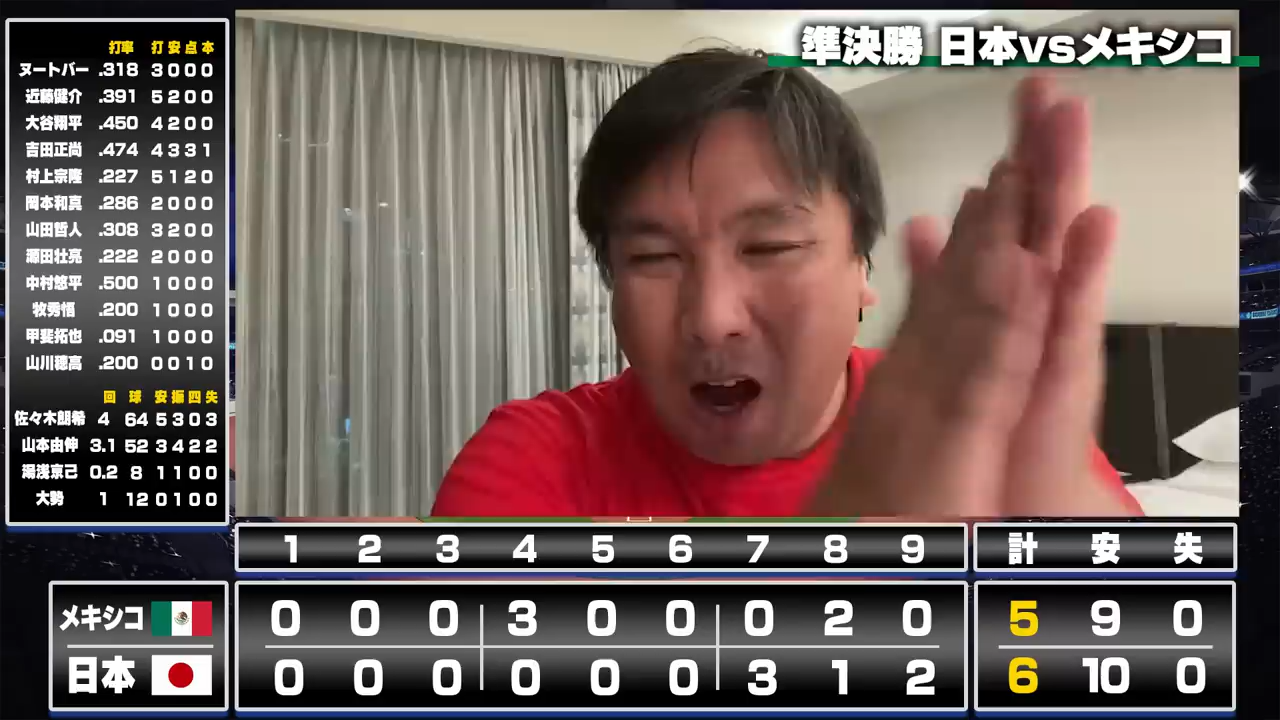 準決勝 日本vsメキシコ
打率 打 安 点 本
ヌートバー .318 3 0 0 0
近藤健介 .391 5 2 0 0
大谷翔平 .450 4 2 0 0
吉田正尚 .474 4 3 3 1
村上宗隆 .227 5 1 2 0
岡本和真 .286 2 0 0 0
山田哲人 .308 3 2 0 0
源田壮亮 .222 2 0 0 0
中村悠平 .500 1 0 0 0
牧秀悟 .200 1 0 0 0
甲斐拓也 .091 1 0 0 0
山川穂高 .200 0 0 1 0
回 球 安 振 四 失
佐々木朗希 4 64 5 3 0 3
山本由伸 3.1 52 3 4 2 2
湯浅京己 0.2 8 1 1 0 0
大勢 1 12 0 1 0 0
1 2 3 4 5 6 7 8 9 計 安 失
メキシコ 0 0 0 3 0 0 0 2 0 5 9 0
日本 0 0 0 0 0 0 3 1 2 6 10 0